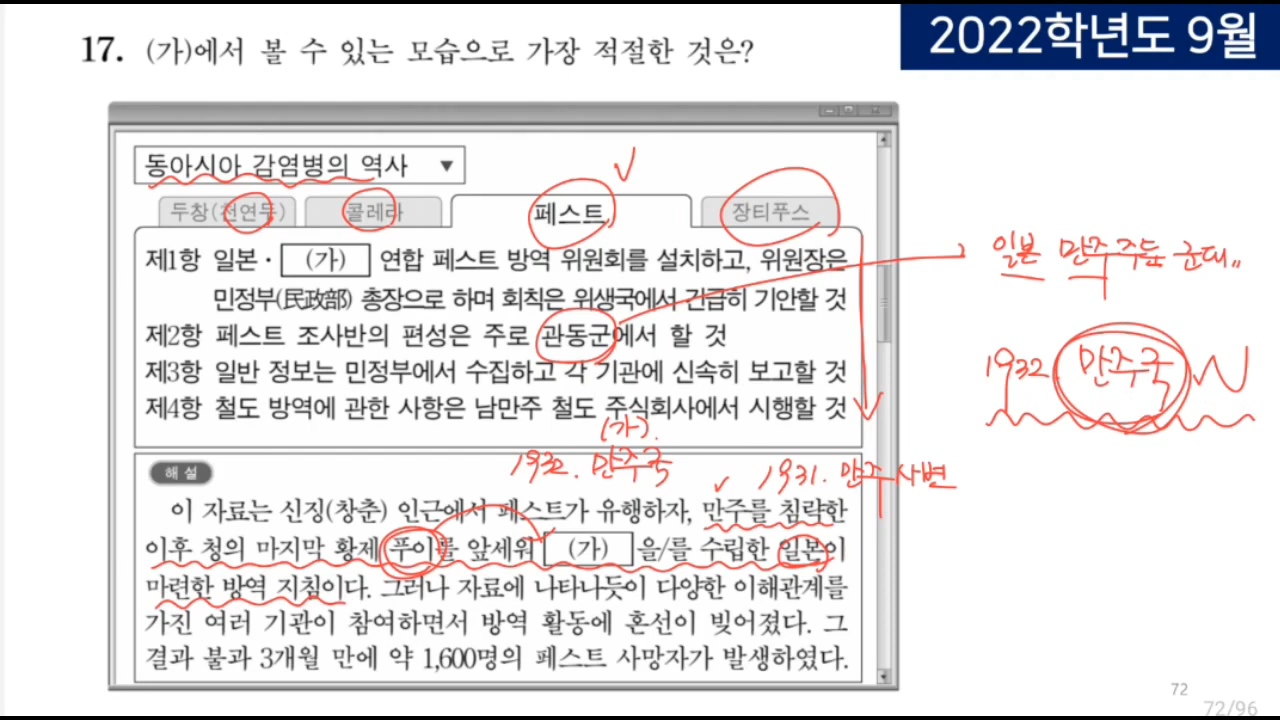 2022학년도 9월
17. (가)에서 볼 수 있는 모습으로 가장 적절한 것은?
동아시아 감염병의 역사 ▼
두창(천연두) 콜레라 페스트 장티푸스
제1항 일본· (가) 연합 페스트 방역 위원회를 설치하고, 위원장은
민정부(民政部) 총장으로 하며 회칙은 위생국에서 긴급히 기안할 것
제2항 페스트 조사반의 편성은 주로 관동군에서 할 것
제3항 일반 정보는 민정부에서 수집하고 각 기관에 신속히 보고할 것
제4항 철도 방역에 관한 사항은 남만주 철도 주식회사에서 시행할 것
일본 만주 주둔 군대
1932 만주국
(가).
1932. 만주국
1931. 만주사변
해 설
이 자료는 신징(창춘) 인근에서 페스트가 유행하자, 만주를 침략한
이후 청의 마지막 황제 푸이를 앞세워 (가) 을/를 수립한 일본이
마련한 방역 지침이다. 그러나 자료에 나타나듯이 다양한 이해관계를
가진 여러 기관이 참여하면서 방역 활동에 혼선이 빚어졌다. 그
결과 불과 3개월 만에 약 1,600명의 페스트 사망자가 발생하였다.
72
72/96